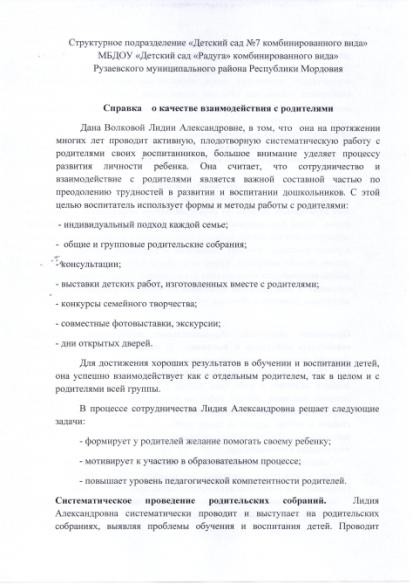 Структурное подразделение «Детский сад №7 комбинированного вида»
МБДОУ «Детский сад «Радуга» комбинированного вида»
Рузаевского муниципального района Республики Мордовия
Справка о качестве взаимодействия с родителями
Дана Волковой Лидии Александровне, в том, что она на протяжении
многих лет проводит активную, плодотворную систематическую работу с
родителями своих воспитанников, большое внимание уделяет процессу
развития личности ребенка. Она считает, что сотрудничество и
взаимодействие с родителями является важной составной частью по
преодолению трудностей в развитии и воспитании дошкольников. С этой
целью воспитатель использует формы и методы работы с родителями:
- индивидуальный подход каждой семье;
- общие и групповые родительские собрания;
- консультации;
- выставки детских работ, изготовленных вместе с родителями;
- конкурсы семейного творчества;
- совместные фотовыставки, экскурсии;
- дни открытых дверей.
Для достижения хороших результатов в обучении и воспитании детей,
она успешно взаимодействует как с отдельным родителем, так в целом и с
родителями всей группы.
В процессе сотрудничества Лидия Александровна решает следующие
задачи:
- формирует у родителей желание помогать своему ребенку;
- мотивирует к участию в образовательном процессе;
- повышает уровень педагогической компетентности родителей.
Систематическое проведение родительских собраний. Лидия
Александровна систематически проводит и выступает на родительских
собраниях, выявляя проблемы обучения и воспитания детей. Проводит